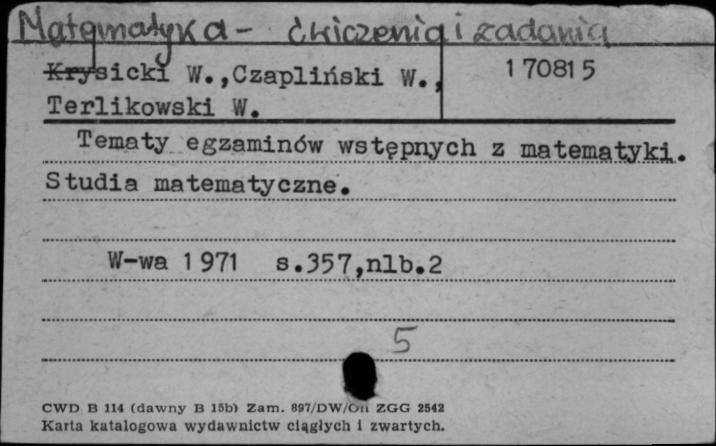 Matematyka - ćwiczenia i zadania
Krysicki W.,Czapliński W.,
170815
Terlikowski W.
Tematy egzaminów wstępnych z matematyki.
Studia matematyczne.
W-wa 1971 s.357,nlb.2
5
CWD B 114 (dawny B 15b) Zam. 897/DW/Oń ZGG 2542
Karta katalogowa wydawnictw ciągłych i zwartych.